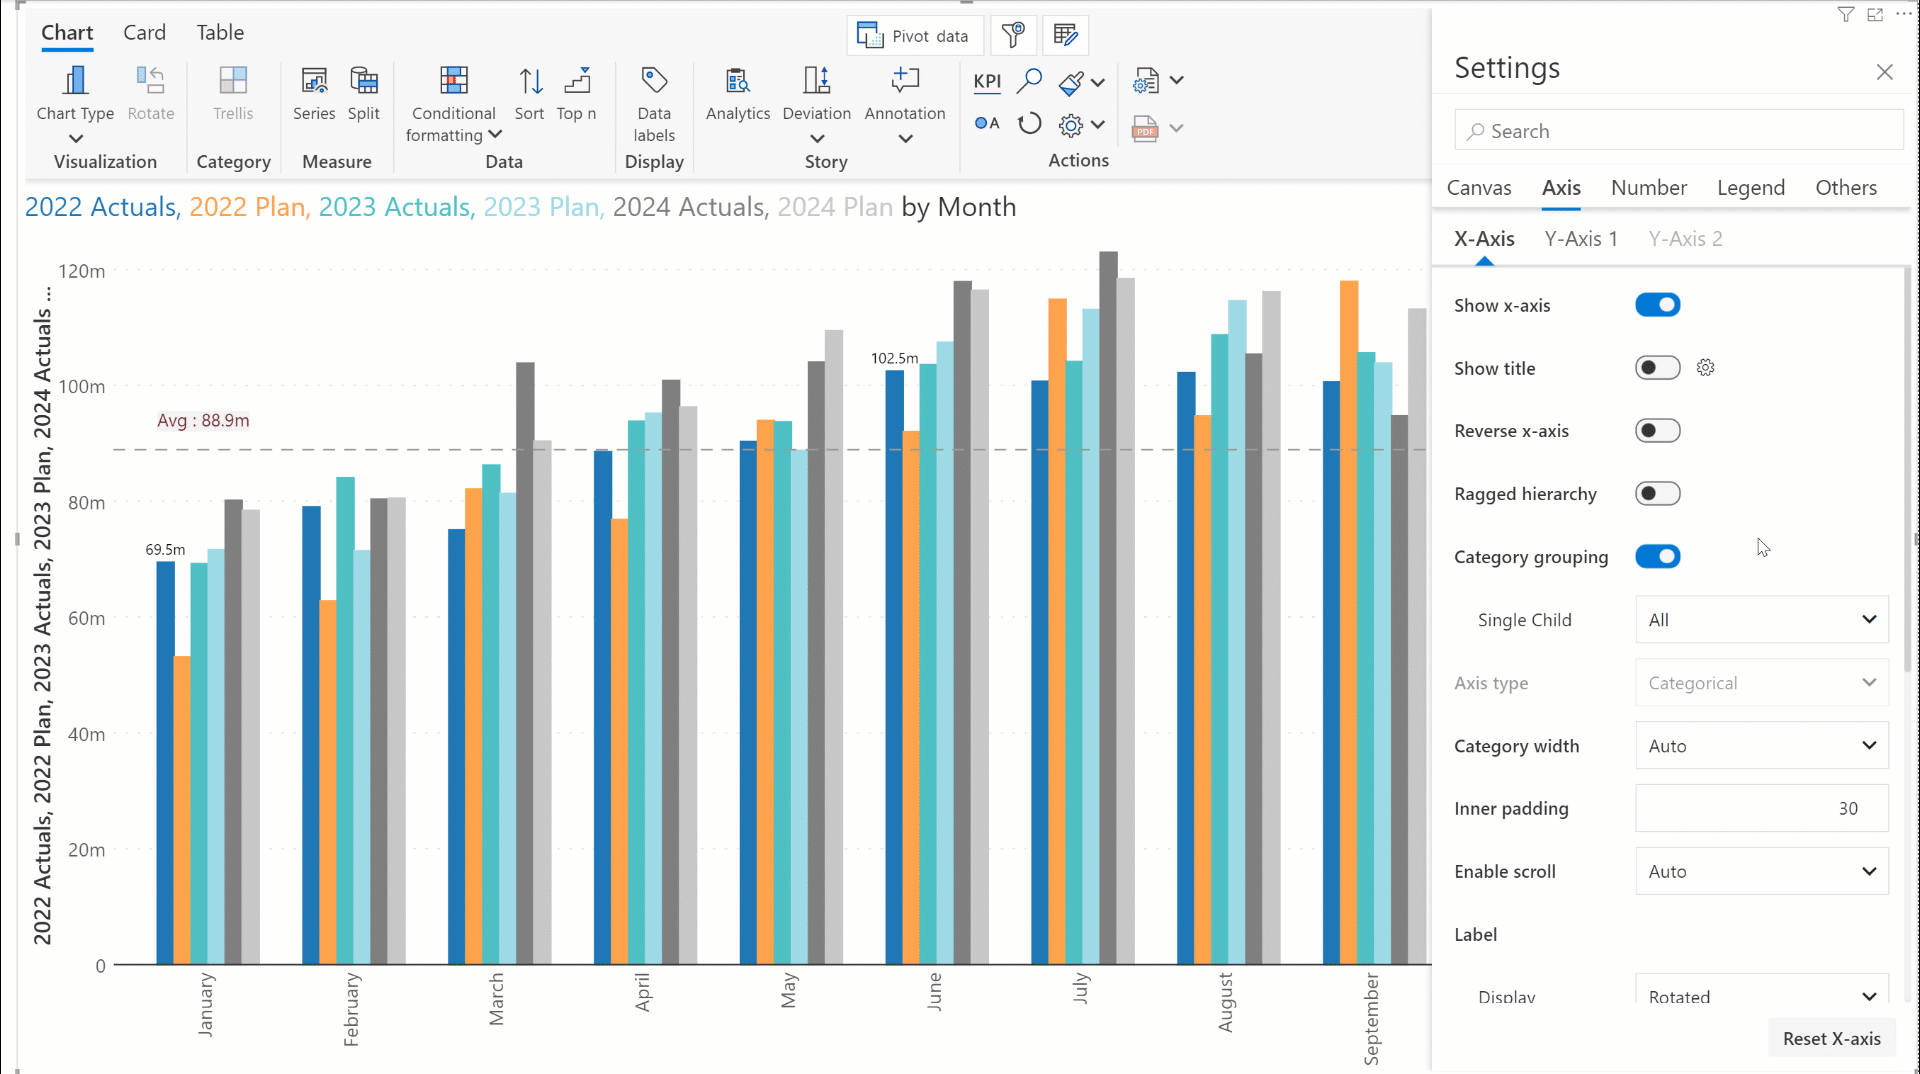 Chart Card Table
Pivot data
Chart Type Rotate Trellis Series Split Conditional formatting Sort Top n Data labels Analytics Deviation Annotation KPI A PDF
Visualization Category Measure Data Display Story Actions
2022 Actuals, 2022 Plan, 2023 Actuals, 2023 Plan, 2024 Actuals, 2024 Plan by Month
2022 Actuals, 2022 Plan, 2023 Actuals, 2023 Plan, 2024 Actuals ...
120m
100m
80m
60m
40m
20m
0
Avg : 88.9m
69.5m
102.5m
January
February
March
April
May
June
July
August
September
Settings
Search
Canvas Axis Number Legend Others
X-Axis Y-Axis 1 Y-Axis 2
Show x-axis
Show title
Reverse x-axis
Ragged hierarchy
Category grouping
Single Child All
Axis type Categorical
Category width Auto
Inner padding 30
Enable scroll Auto
Label
Display Rotated
Reset X-axis